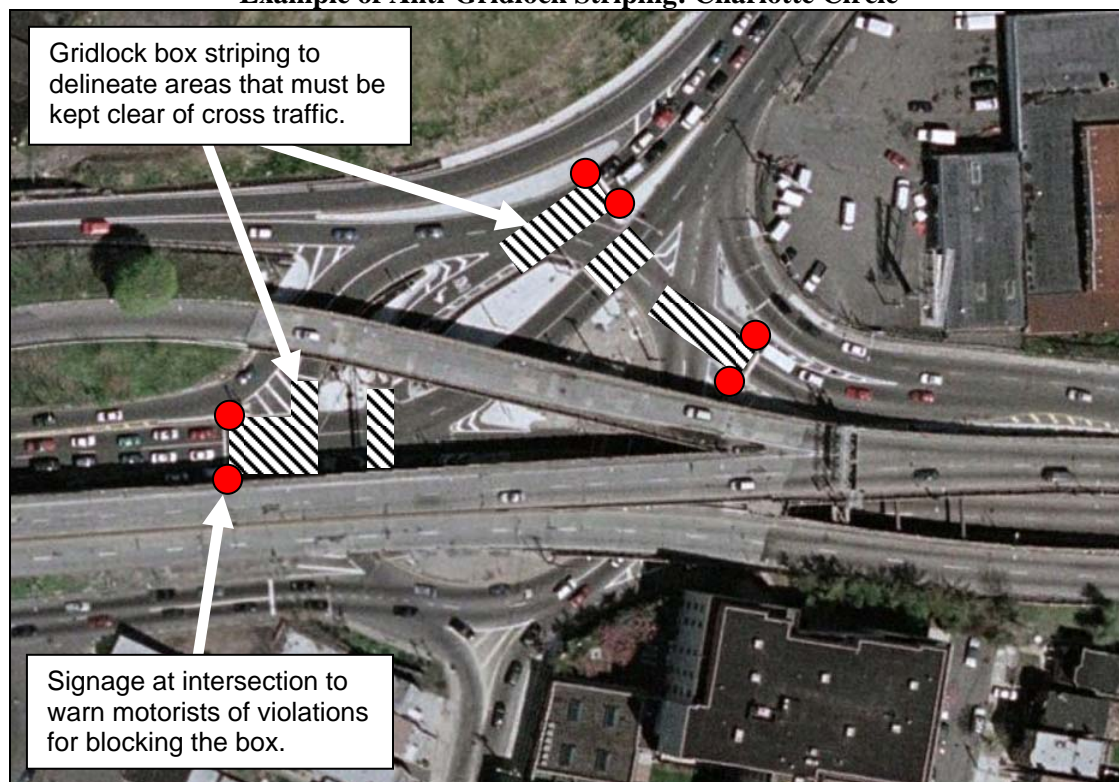 Example of Anti-Gridlock Striping: Charlotte Circle
Gridlock box striping to
delineate areas that must be
kept clear of cross traffic.
Signage at intersection to
warn motorists of violations
for blocking the box.